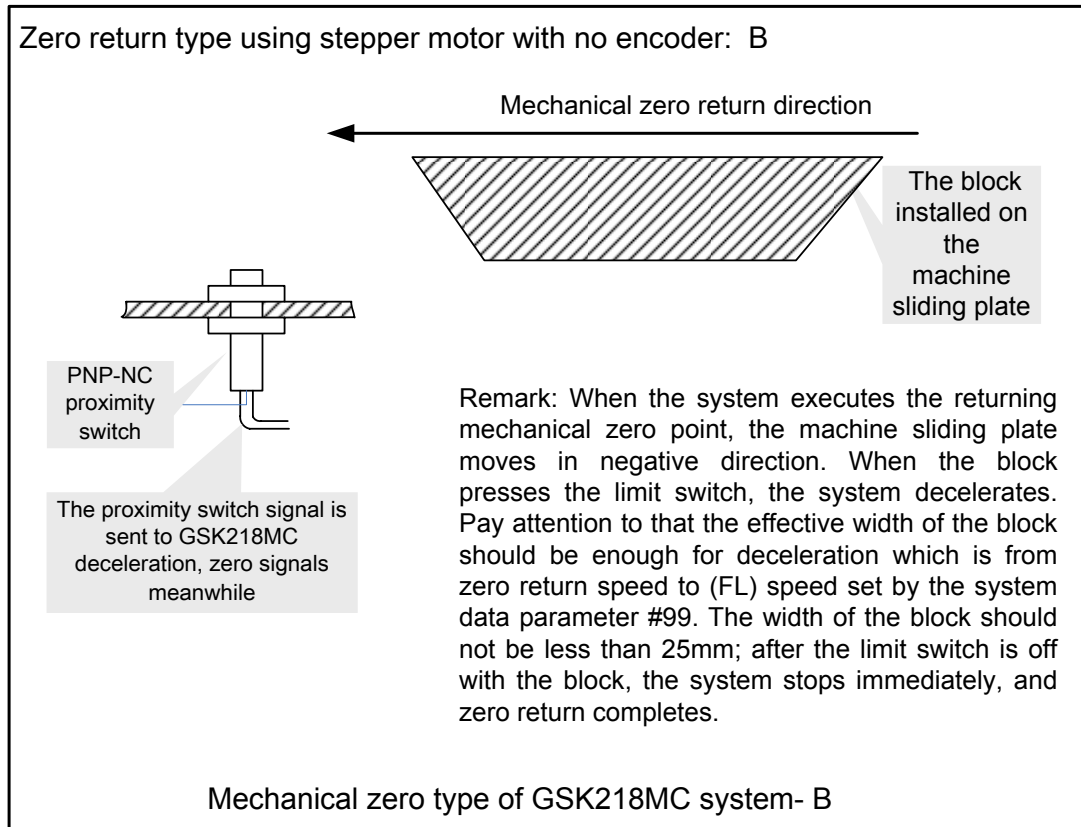 Zero return type using stepper motor with no encoder: B
Mechanical zero return direction
The block
installed on
the
machine
sliding plate
PNP-NC
proximity
switch
The proximity switch signal is
sent to GSK218MC
deceleration, zero signals
meanwhile
Remark: When the system executes the returning
mechanical zero point, the machine sliding plate
moves in negative direction. When the block
presses the limit switch, the system decelerates.
Pay attention to that the effective width of the block
should be enough for deceleration which is from
zero return speed to (FL) speed set by the system
data parameter #99. The width of the block should
not be less than 25mm; after the limit switch is off
with the block, the system stops immediately, and
zero return completes.
Mechanical zero type of GSK218MC system- B